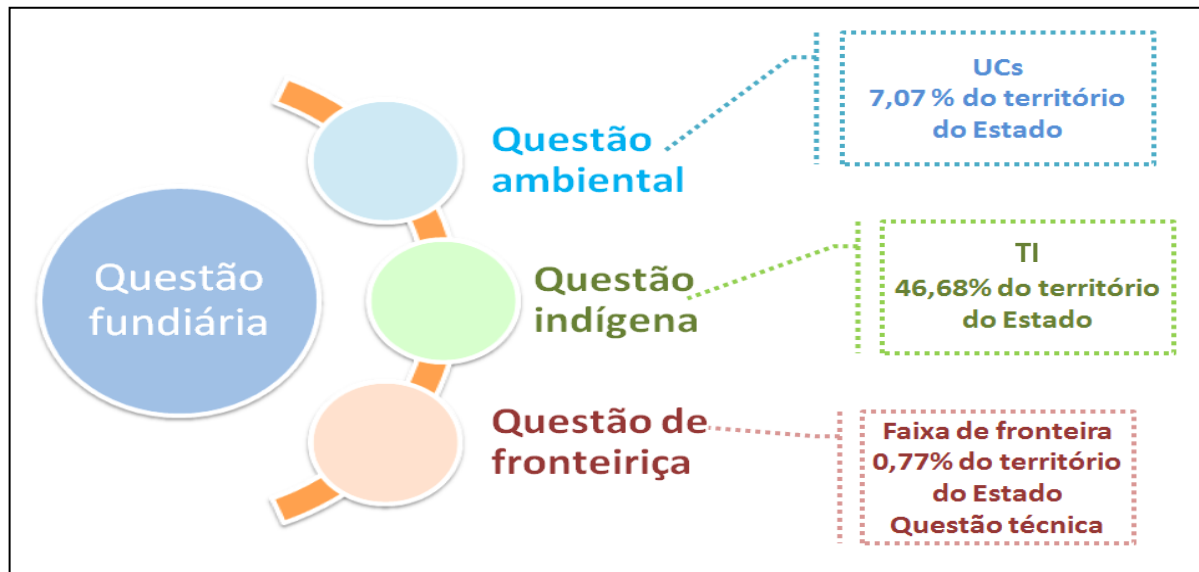 Questão
fundiária
Questão
ambiental
UCs
7,07 % do território
do Estado
Questão
indígena
TI
46,68% do território
do Estado
Questão de
fronteiriça
Faixa de fronteira
0,77% do território
do Estado
Questão técnica